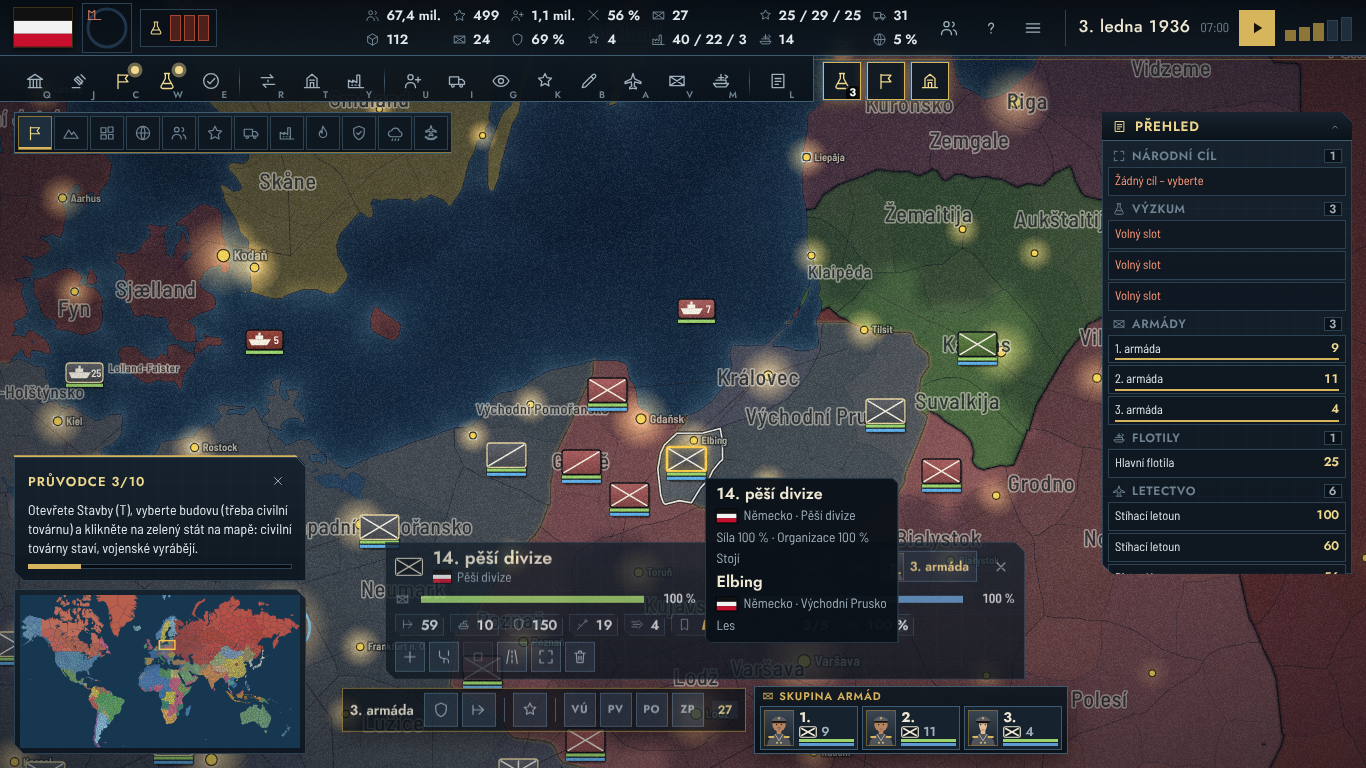 67,4 mil. 499 1,1 mil. 56 % 27 25 / 29 / 25 31
112 24 69 % 4 40 / 22 / 3 14 5 %
3. ledna 1936 07:00
Q J C W E R T Y U I G K B A V M L
3
Vidzeme
Kuronsko
Riga
Zemgale
Liepāja
Skåne
Aarhus
Žemaitija
Aukštaitij
Kodaň
Klaipėda
Sjælland
Fyn
7
5
Tilsit
25
Lolland-Falster
-Holštýnsko
Královec
Suvalkija
Východní Pomořansk
Gdaňsk
Východní Pru
Kiel
Rostock
Elbing
Grodno
PŘEHLED
NÁRODNÍ CÍL 1
Žádný cíl – vyberte
VÝZKUM 3
Volný slot
Volný slot
Volný slot
ARMÁDY 3
1. armáda 9
2. armáda 11
3. armáda 4
FLOTILY 1
Hlavní flotila 25
LETECTVO 6
Stíhací letoun 100
Stíhací letoun 60
PRŮVODCE 3/10
Otevřete Stavby (T), vyberte budovu (třeba civilní
továrnu) a klikněte na zelený stát na mapě: civilní
továrny staví, vojenské vyrábějí.
14. pěší divize
Německo · Pěší divize
Síla 100 % · Organizace 100 %
Stojí
Elbing
Německo · Východní Prusko
Les
14. pěší divize
Pěší divize
3. armáda
100 %
100 %
59 10 150 19 4
Białystok
Toruň
Varšava
Varšava
Lodž
Polesí
3. armáda VÚ PV PO ZP 27
SKUPINA ARMÁD
1. 9
2. 11
3. 4